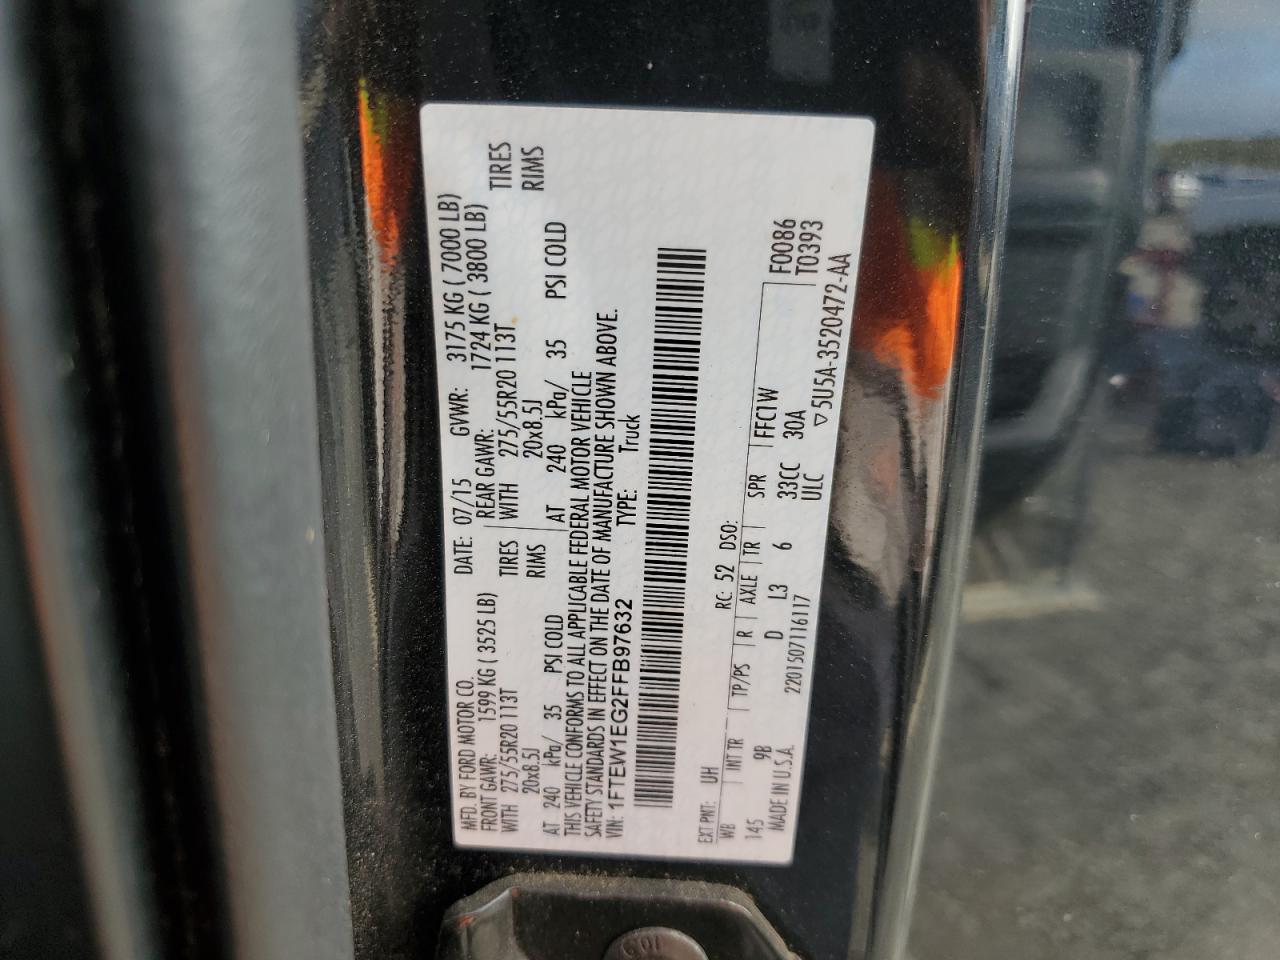 MFD. BY FORD MOTOR CO.
DATE: 07/15 GVWR: 3175 KG ( 7000 LB)
FRONT GAWR: 1599 KG ( 3525 LB) REAR GAWR: 1724 KG ( 3800 LB)
WITH 275/55R20 113T TIRES WITH 275/55R20 113T TIRES
20x8.5J RIMS 20x8.5J RIMS
AT 240 kPa/ 35 PSI COLD AT 240 kPa/ 35 PSI COLD
THIS VEHICLE CONFORMS TO ALL APPLICABLE FEDERAL MOTOR VEHICLE
SAFETY STANDARDS IN EFFECT ON THE DATE OF MANUFACTURE SHOWN ABOVE.
VIN: 1FTEW1EG2FFB97632 TYPE: Truck
EXT PNT: UH RC: 52 DSO: F0086
WB INT TR TP/PS R AXLE TR SPR FFC1W T0393
145 9B D L3 6 33CC 30A
MADE IN U.S.A. 2201507116117 ULC ▽5U5A-3520472-AA